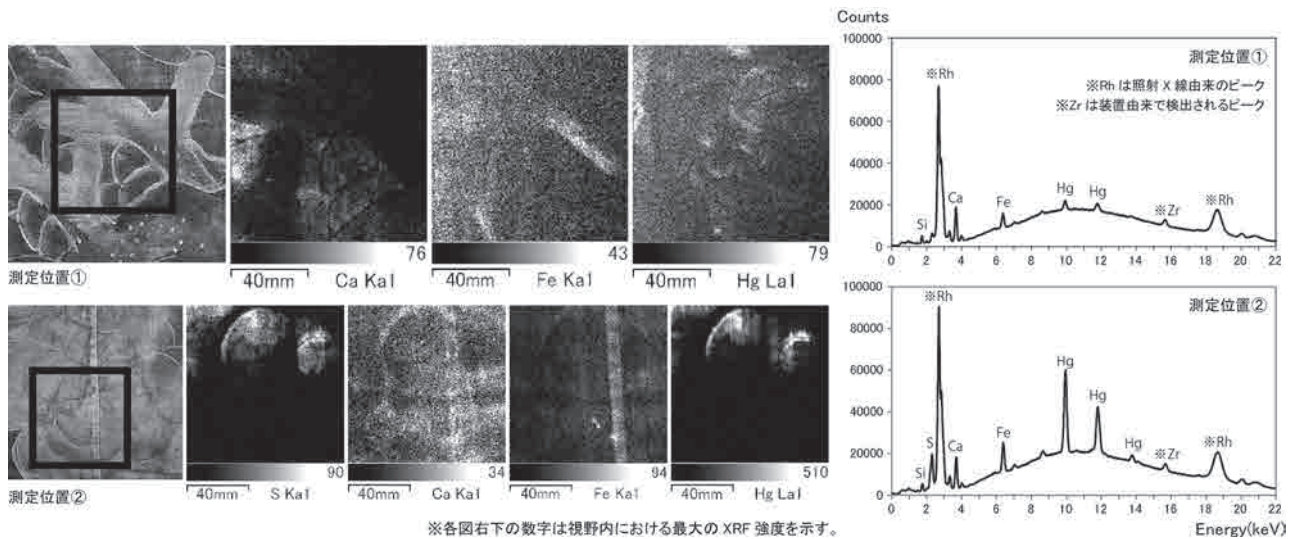 測定位置①
76
40mm Ca Ka1
43
40mm Fe Ka1
79
40mm Hg La1
測定位置②
90
40mm S Ka1
34
40mm Ca Ka1
94
40mm Fe Ka1
510
40mm Hg La1
※各図右下の数字は視野内における最大の XRF 強度を示す。
Counts
測定位置①
※Rh は照射 X 線由来のピーク
※Zr は装置由来で検出されるピーク
100000
80000
60000
40000
20000
0
※Rh
Si
Ca
Fe
Hg
Hg
※Zr
※Rh
0 2 4 6 8 10 12 14 16 18 20 22
測定位置②
100000
80000
60000
40000
20000
0
※Rh
Si
S
Ca
Fe
Hg
Hg
Hg
※Zr
※Rh
0 2 4 6 8 10 12 14 16 18 20 22
Energy(keV)